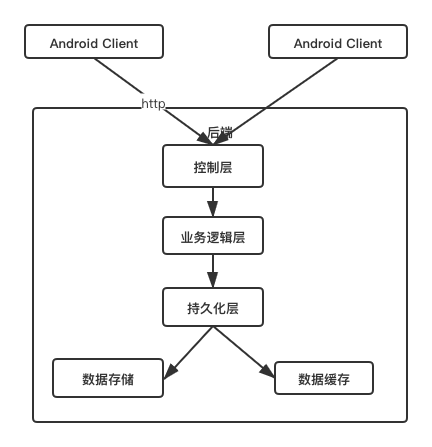 Android Client
Android Client
http
后端
控制层
业务逻辑层
持久化层
数据存储
数据缓存